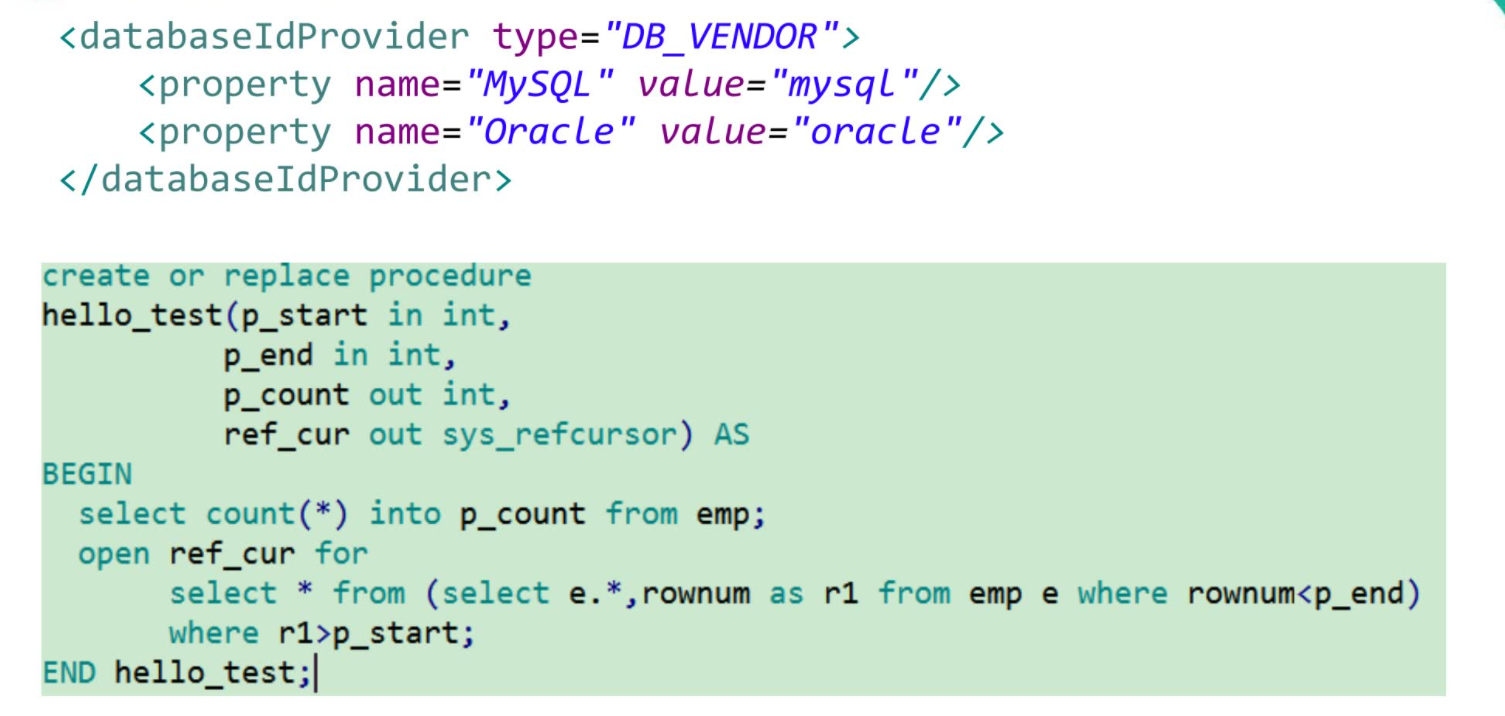 <databaseIdProvider type="DB_VENDOR">
    <property name="MySQL" value="mysql"/>
    <property name="Oracle" value="oracle"/>
</databaseIdProvider>
create or replace procedure
hello_test(p_start in int,
          p_end in int,
          p_count out int,
          ref_cur out sys_refcursor) AS
BEGIN
  select count(*) into p_count from emp;
  open ref_cur for
       select * from (select e.*,rownum as r1 from emp e where rownum<p_end)
       where r1>p_start;
END hello_test;